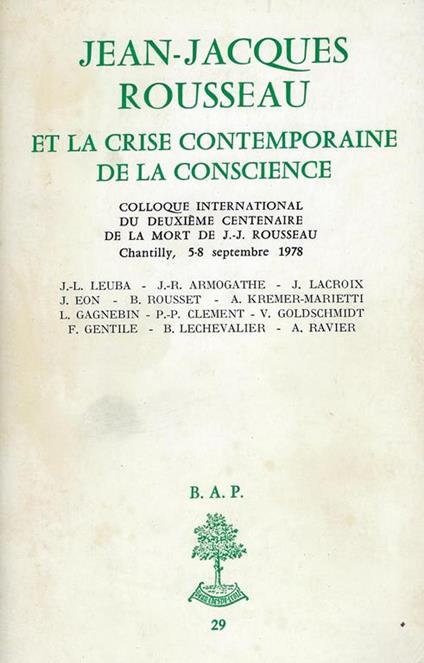 JEAN-JACQUES
ROUSSEAU
ET LA CRISE CONTEMPORAINE
DE LA CONSCIENCE
COLLOQUE INTERNATIONAL
DU DEUXIÈME CENTENAIRE
DE LA MORT DE J.-J. ROUSSEAU
Chantilly, 5-8 septembre 1978
J.-L. LEUBA - J.-R. ARMOGATHE - J. LACROIX
J. EON - B. ROUSSET - A. KREMER-MARIETTI
L. GAGNEBIN - P.-P. CLEMENT - V. GOLDSCHMIDT
F. GENTILE - B. LECHEVALIER - A. RAVIER
B. A. P.
29